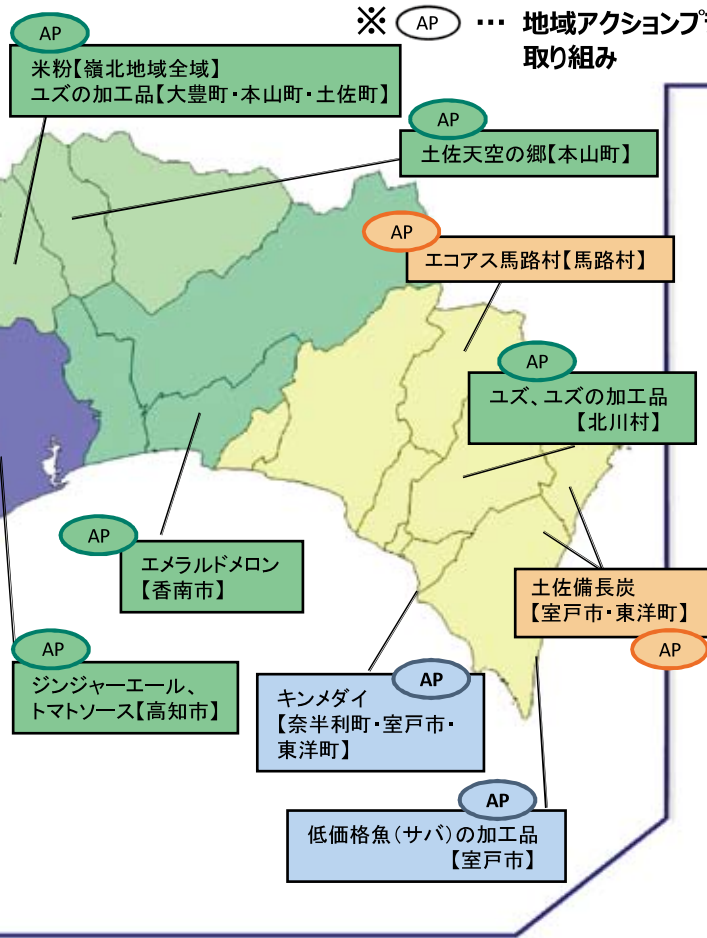 ※ AP … 地域アクションプラ
取り組み
AP
米粉【嶺北地域全域】
ユズの加工品【大豊町・本山町・土佐町】
AP
土佐天空の郷【本山町】
AP
エコアス馬路村【馬路村】
AP
ユズ、ユズの加工品
【北川村】
AP
エメラルドメロン
【香南市】
土佐備長炭
【室戸市・東洋町】
AP
AP
ジンジャーエール、
トマトソース【高知市】
AP
キンメダイ
【奈半利町・室戸市・
東洋町】
AP
低価格魚（サバ）の加工品
【室戸市】